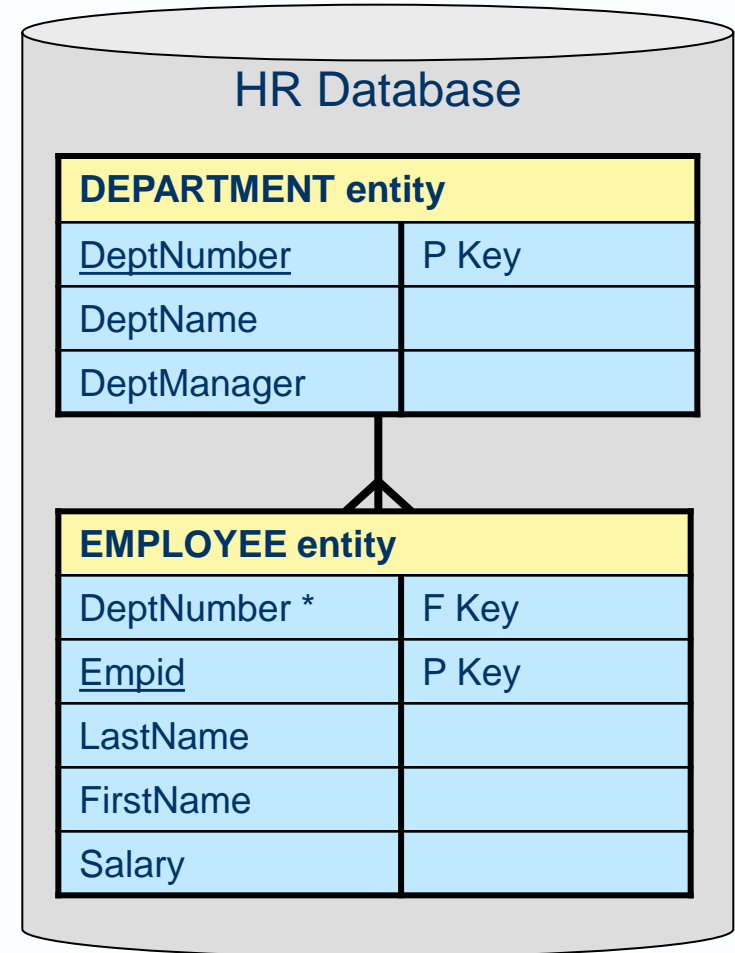 HR Database
DEPARTMENT entity
DeptNumber P Key
DeptName
DeptManager
EMPLOYEE entity
DeptNumber * F Key
Empid P Key
LastName
FirstName
Salary